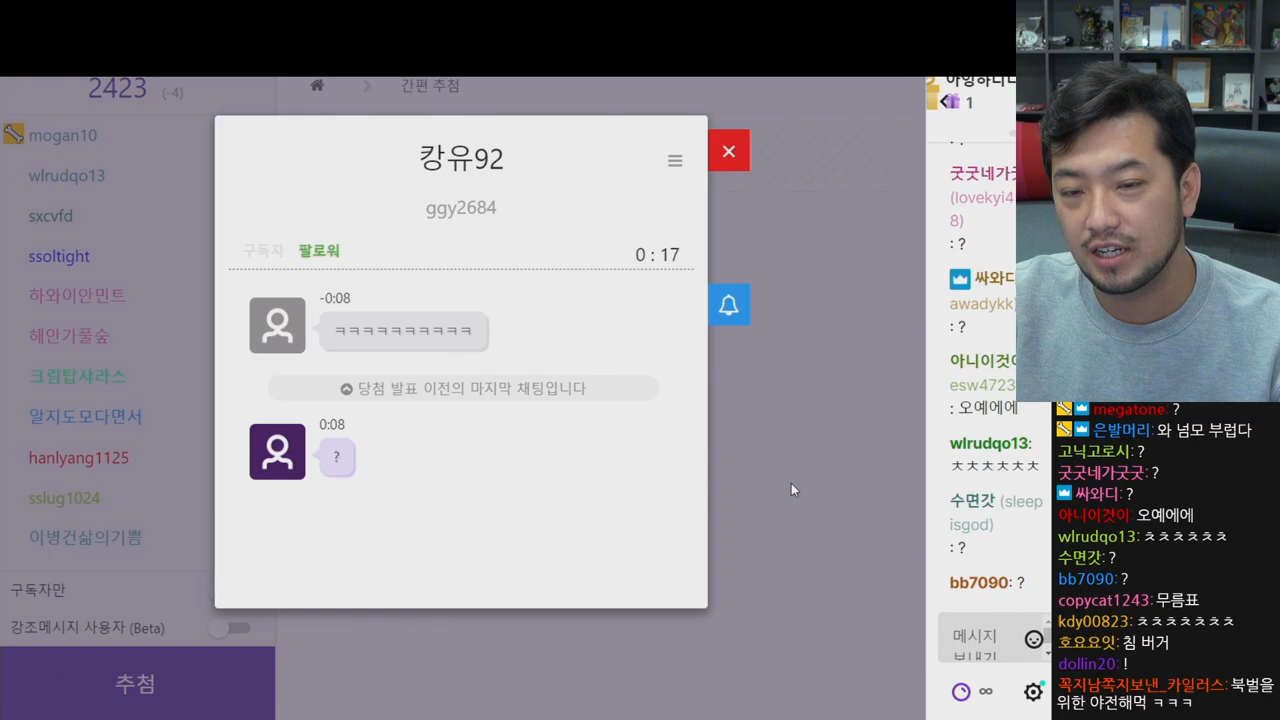 2423 (-4)
간편 추첨
mogan10
wlrudqo13
sxcvfd
ssoltight
하와이안민트
해안가풀숲
크림탑샤라스
알지도모다면서
hanlyang1125
sslug1024
이병건삶의기쁨
구독자만
강조메시지 사용자 (Beta)
추첨
캉유92
ggy2684
구독자 팔로워
0 : 17
-0:08
ㅋㅋㅋㅋㅋㅋㅋㅋㅋㅋ
당첨 발표 이전의 마지막 채팅입니다
0:08
?
1
굿굿네가굿
(lovekyi4
8)
: ?
싸와디
awadykk)
: ?
아니이것이
esw4723
: 오예에에
wlrudqo13:
ㅊㅊㅊㅊㅊㅊ
수면갓 (sleep
isgod)
: ?
bb7090: ?
메시지
보내기
∞
megatone: ?
은발머리: 와 넘모 부럽다
고닉고로시: ?
굿굿네가굿굿: ?
싸와디: ?
아니이것이: 오예에에
wlrudqo13: ㅊㅊㅊㅊㅊㅊ
수면갓: ?
bb7090: ?
copycat1243: 무름표
kdy00823: ㅊㅊㅊㅊㅊㅊㅊ
호요요잇: 침 버거
dollin20: !
꼭지남쪽지보낸_카일러스: 북벌을
위한 야전해먹 ㅋㅋㅋ